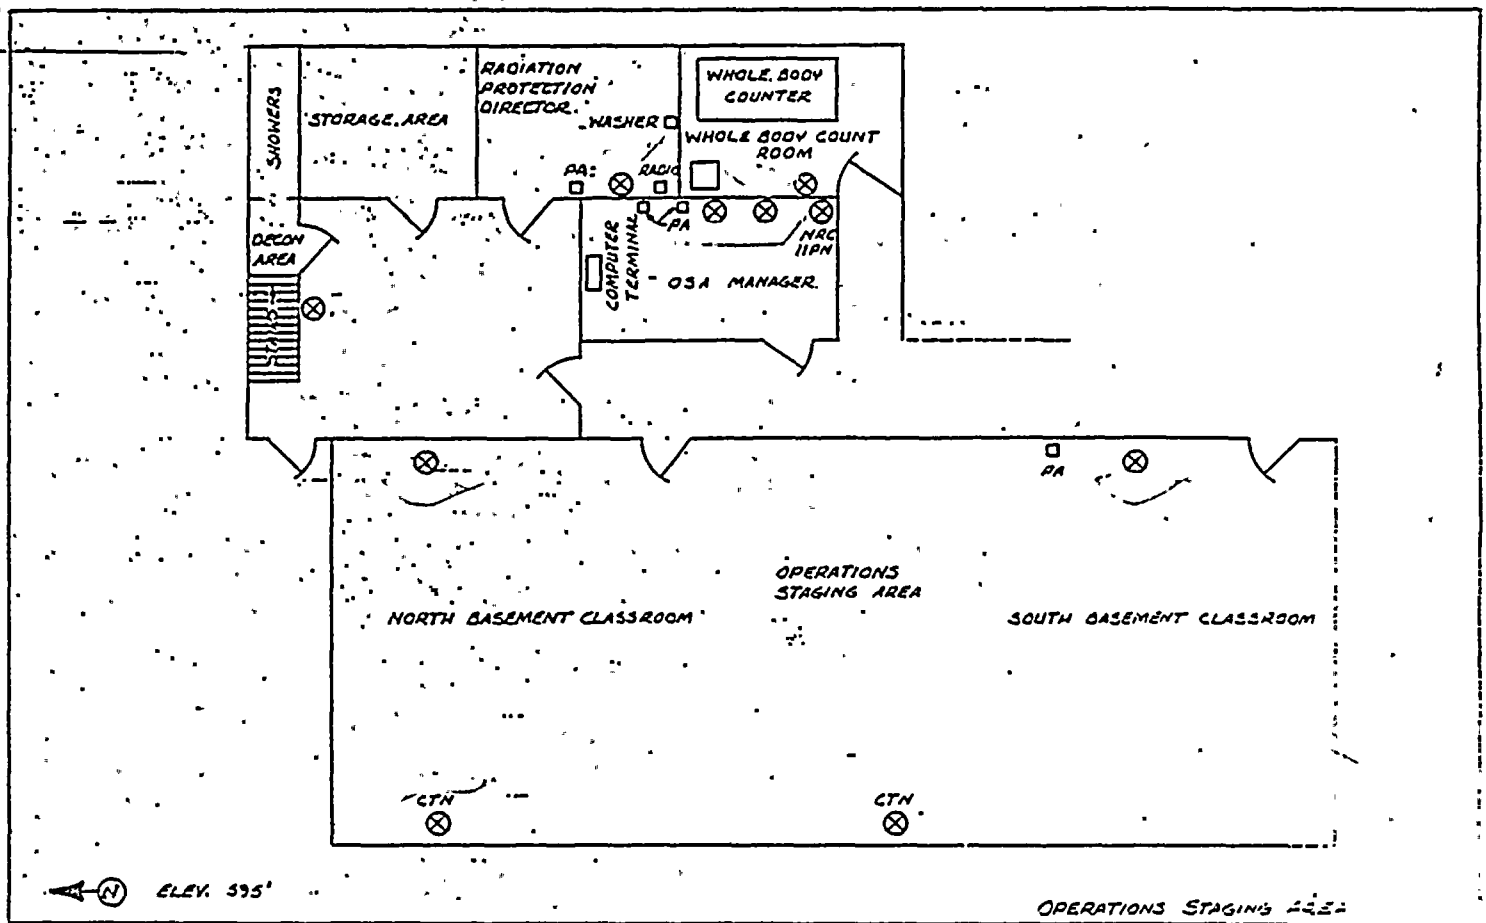 SHOWERS
STORAGE AREA
RADIATION
PROTECTION
DIRECTOR
WASHER
PA
RADIO
WHOLE BODY
COUNTER
WHOLE BODY COUNT
ROOM
DECON
AREA
STAIRS
COMPUTER
TERMINAL
PA
NRC
OSA MANAGER
PA
OPERATIONS
STAGING AREA
NORTH BASEMENT CLASSROOM
SOUTH BASEMENT CLASSROOM
CTN
CTN
N
ELEV. 595'
OPERATIONS STAGING